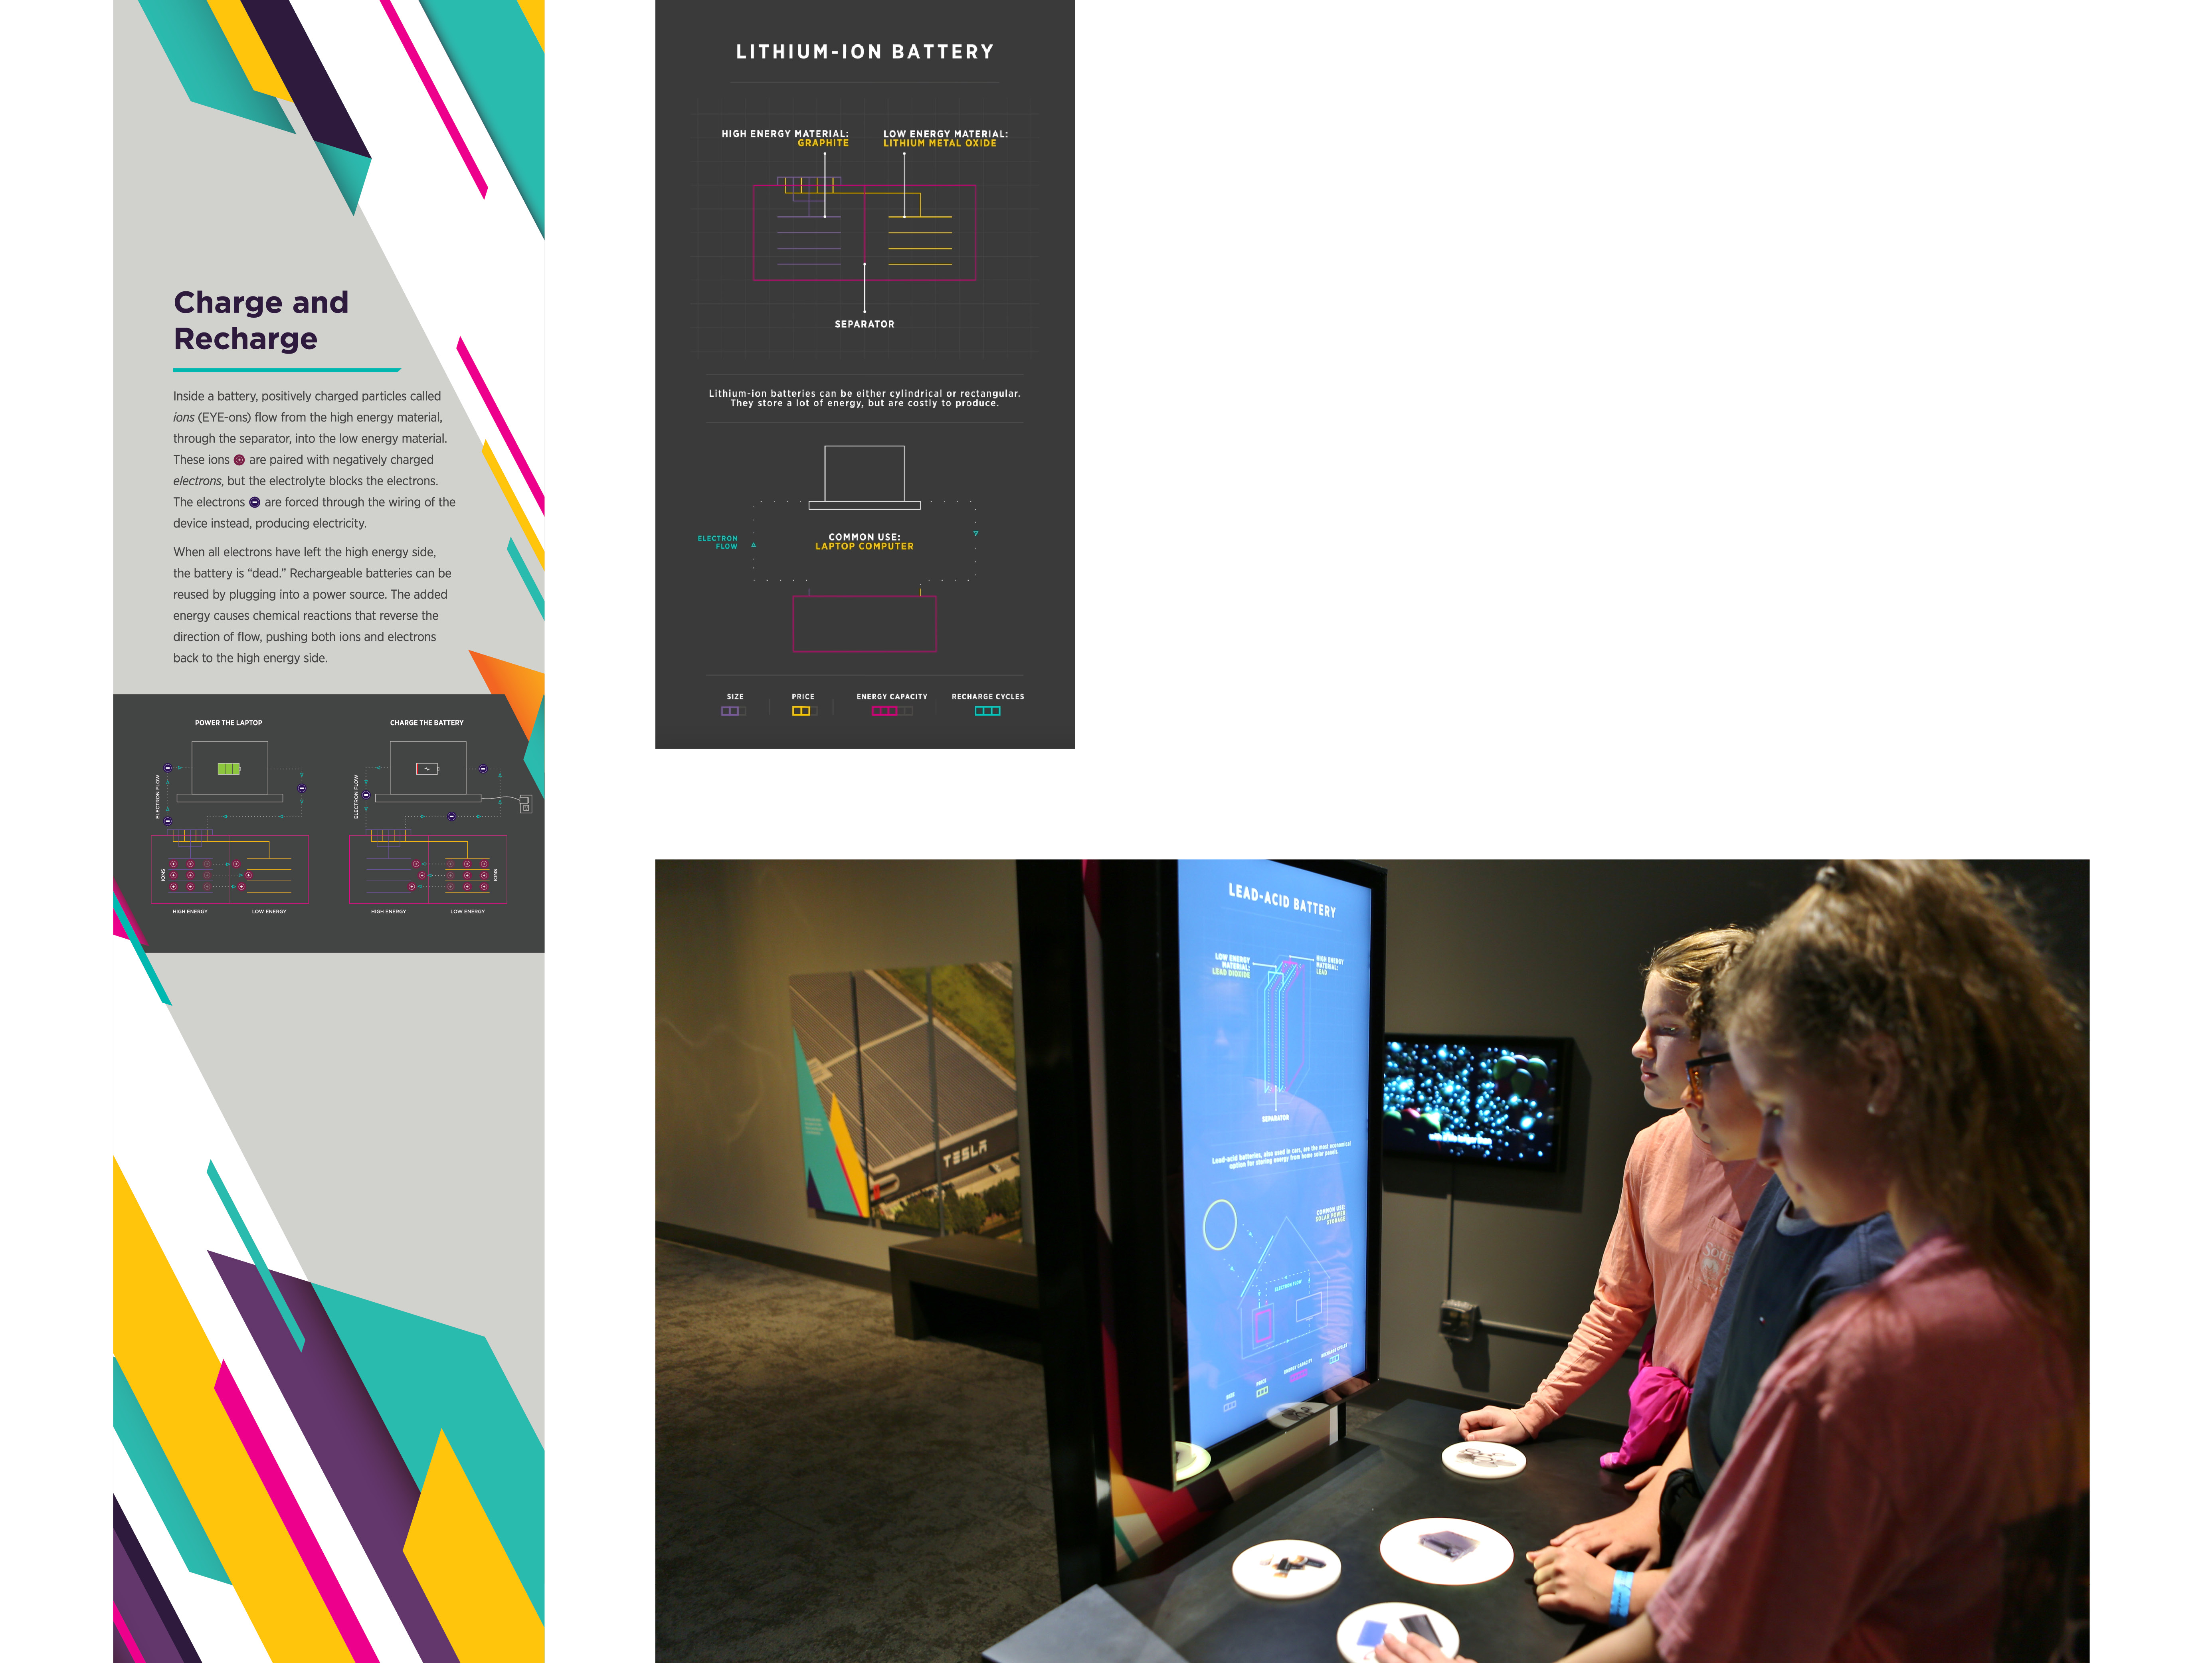 Charge and
Recharge
Inside a battery, positively charged particles called
ions (EYE-ons) flow from the high energy material,
through the separator, into the low energy material.
These ions are paired with negatively charged
electrons, but the electrolyte blocks the electrons.
The electrons are forced through the wiring of the
device instead, producing electricity.
When all electrons have left the high energy side,
the battery is “dead.” Rechargeable batteries can be
reused by plugging into a power source. The added
energy causes chemical reactions that reverse the
direction of flow, pushing both ions and electrons
back to the high energy side.
POWER THE LAPTOP
ELECTRON FLOW
IONS
HIGH ENERGY
LOW ENERGY
CHARGE THE BATTERY
ELECTRON FLOW
IONS
HIGH ENERGY
LOW ENERGY
LITHIUM-ION BATTERY
HIGH ENERGY MATERIAL:
GRAPHITE
LOW ENERGY MATERIAL:
LITHIUM METAL OXIDE
SEPARATOR
Lithium-ion batteries can be either cylindrical or rectangular.
They store a lot of energy, but are costly to produce.
ELECTRON
FLOW
COMMON USE:
LAPTOP COMPUTER
SIZE
PRICE
ENERGY CAPACITY
RECHARGE CYCLES
LEAD-ACID BATTERY
LOW ENERGY
MATERIAL:
LEAD DIOXIDE
HIGH ENERGY
MATERIAL:
LEAD
SEPARATOR
Lead-acid batteries, also used in cars, are the most economical
option for storing energy from home solar panels.
COMMON USE:
SOLAR POWER
STORAGE
ELECTRON FLOW
SIZE
PRICE
ENERGY CAPACITY
RECHARGE CYCLES
TESLA